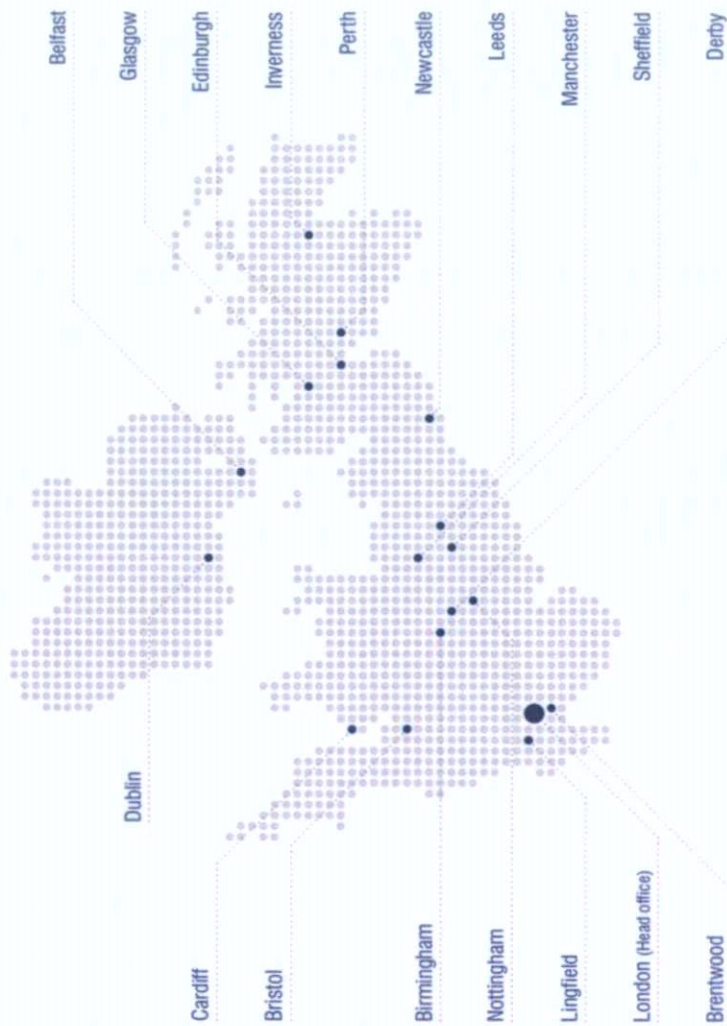 Belfast
Glasgow
Edinburgh
Inverness
Perth
Newcastle
Leeds
Manchester
Sheffield
Derby
Dublin
Cardiff
Bristol
Birmingham
Nottingham
Lingfield
London (Head office)
Brentwood